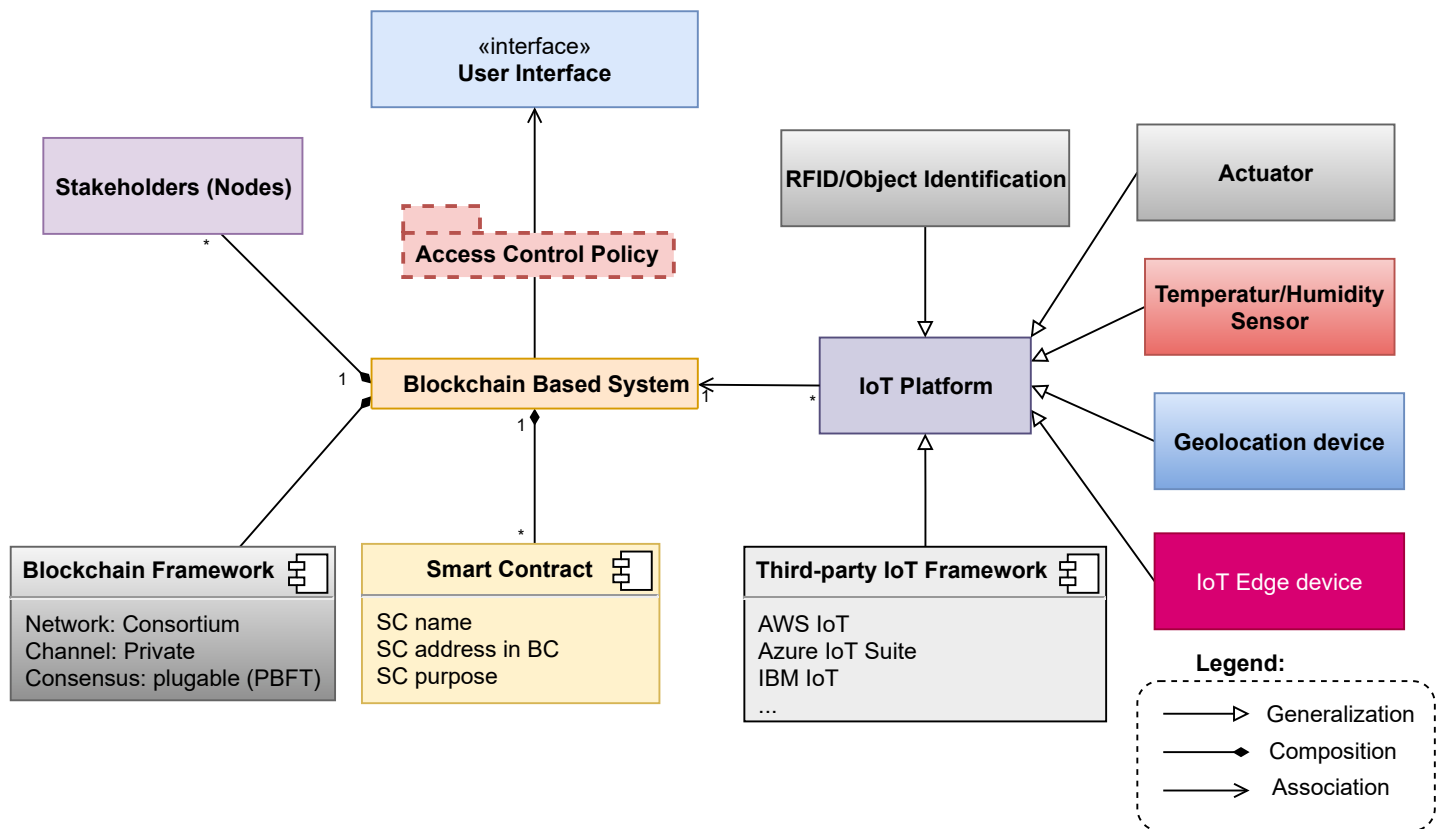 «interface»
User Interface
Stakeholders (Nodes)
*
Access Control Policy
RFID/Object Identification
Actuator
Temperatur/Humidity
Sensor
1
Blockchain Based System
1
*
IoT Platform
1
Geolocation device
*
Blockchain Framework
Network: Consortium
Channel: Private
Consensus: plugable (PBFT)
Smart Contract
SC name
SC address in BC
SC purpose
Third-party IoT Framework
AWS IoT
Azure IoT Suite
IBM IoT
...
IoT Edge device
Legend:
Generalization
Composition
Association